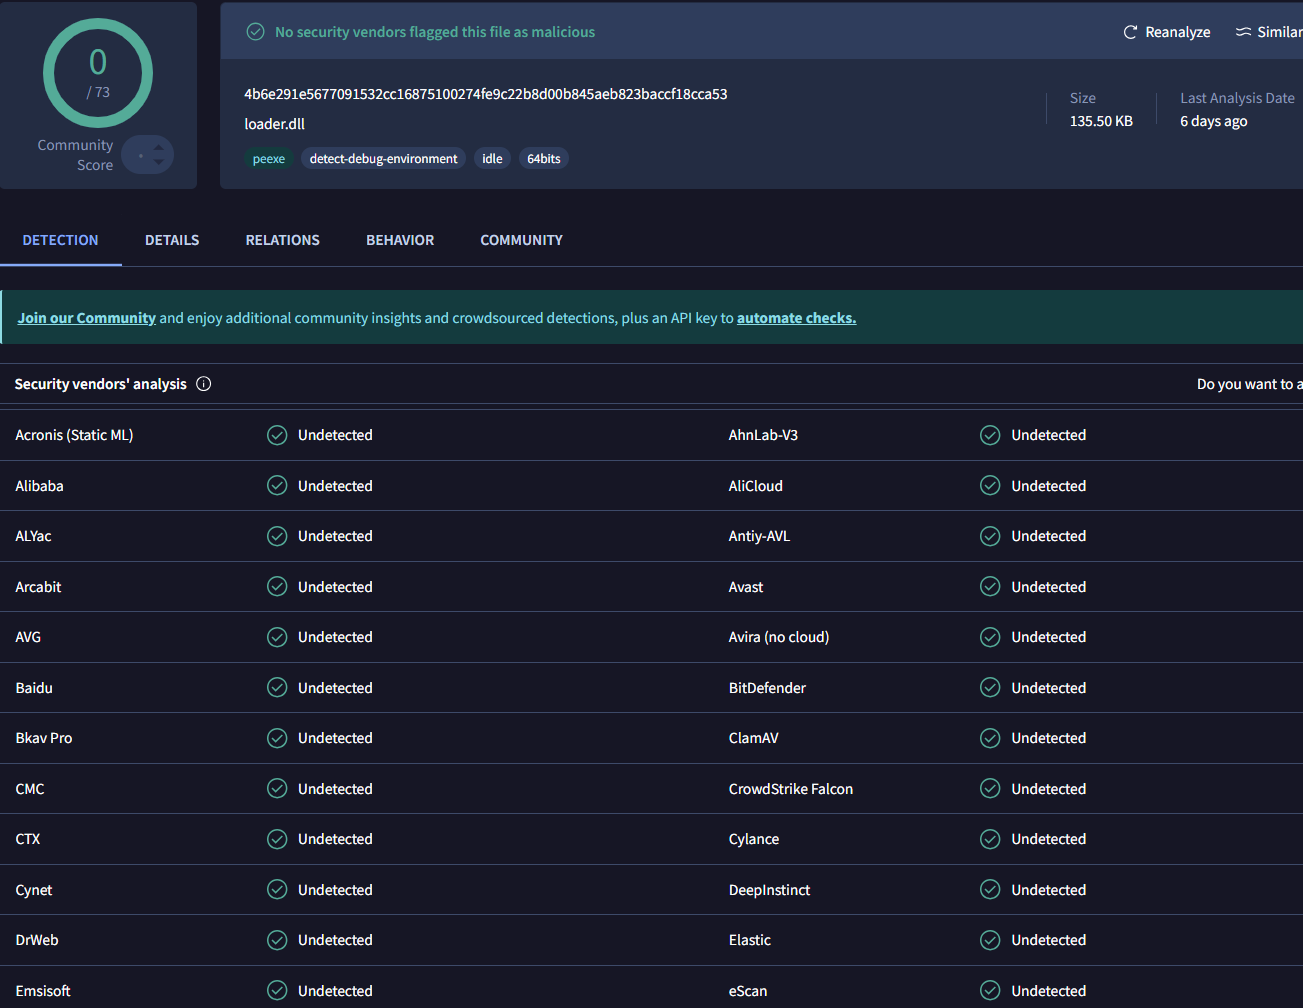 0
/ 73
Community
Score
No security vendors flagged this file as malicious
Reanalyze
Similar
4b6e291e5677091532cc16875100274fe9c22b8d00b845aeb823baccf18cca53
loader.dll
peexe
detect-debug-environment
idle
64bits
Size
135.50 KB
Last Analysis Date
6 days ago
DETECTION DETAILS RELATIONS BEHAVIOR COMMUNITY
Join our Community and enjoy additional community insights and crowdsourced detections, plus an API key to automate checks.
Security vendors' analysis
Do you want to a
Acronis (Static ML) Undetected AhnLab-V3 Undetected
Alibaba Undetected AliCloud Undetected
ALYac Undetected Antiy-AVL Undetected
Arcabit Undetected Avast Undetected
AVG Undetected Avira (no cloud) Undetected
Baidu Undetected BitDefender Undetected
Bkav Pro Undetected ClamAV Undetected
CMC Undetected CrowdStrike Falcon Undetected
CTX Undetected Cylance Undetected
Cynet Undetected DeepInstinct Undetected
DrWeb Undetected Elastic Undetected
Emsisoft Undetected eScan Undetected